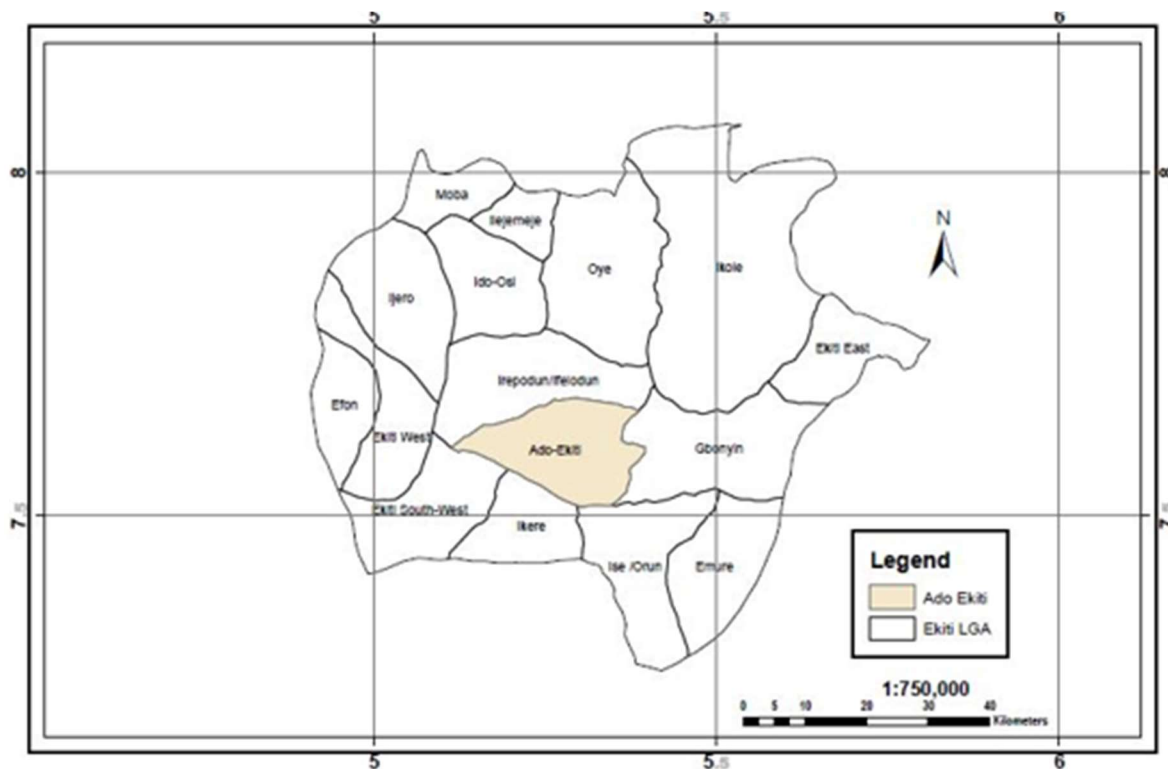 5 5.5 6
8 8
N
Moba
Ilejemeje
Oye
Ikole
Ido-Osi
Ijero
Ekiti East
Irepodun/Ifelodun
Efon
Ekiti West
Ado-Ekiti
Gbonyin
7.5 7.5
Ekiti South-West
Ikere
Ise /Orun
Emure
Legend
Ado Ekiti
Ekiti LGA
1:750,000
0 5 10 20 30 40
Kilometers
5 5.5 6